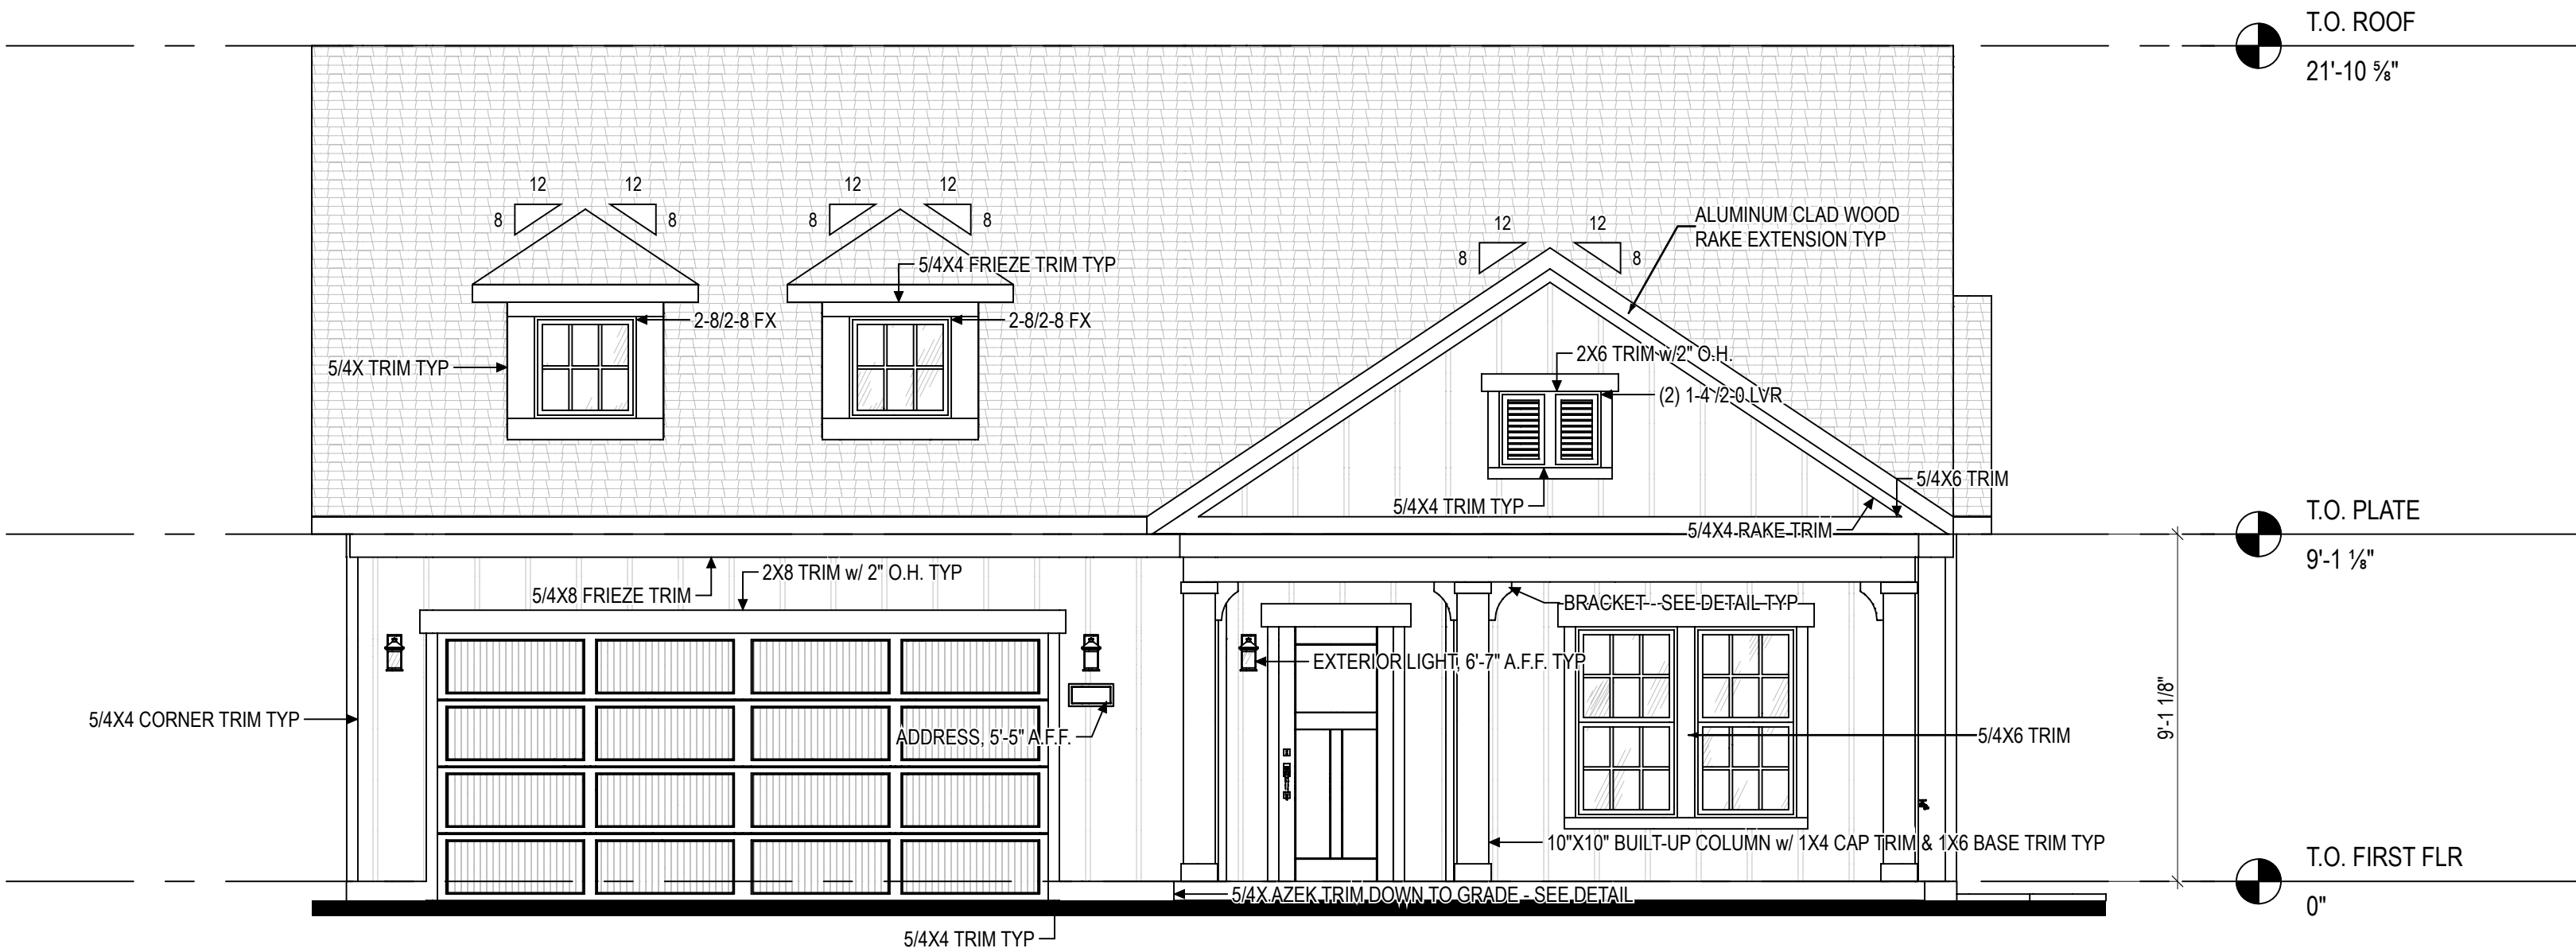 T.O. ROOF
21'-10 ⅝"
12
12
8
8
12
12
8
8
12
12
8
8
ALUMINUM CLAD WOOD
RAKE EXTENSION TYP
5/4X4 FRIEZE TRIM TYP
2-8/2-8 FX
2-8/2-8 FX
5/4X TRIM TYP
2X6 TRIM w/2" O.H.
(2) 1-4 /2-0 LVR
5/4X6 TRIM
5/4X4 TRIM TYP
5/4X4 RAKE TRIM
T.O. PLATE
9'-1 ⅛"
2X8 TRIM w/ 2" O.H. TYP
5/4X8 FRIEZE TRIM
BRACKET - SEE DETAIL TYP
EXTERIOR LIGHT, 6'-7" A.F.F. TYP
5/4X4 CORNER TRIM TYP
ADDRESS, 5'-5" A.F.F.
5/4X6 TRIM
9'-1 1/8"
10"X10" BUILT-UP COLUMN w/ 1X4 CAP TRIM & 1X6 BASE TRIM TYP
T.O. FIRST FLR
0"
5/4X AZEK TRIM DOWN TO GRADE - SEE DETAIL
5/4X4 TRIM TYP